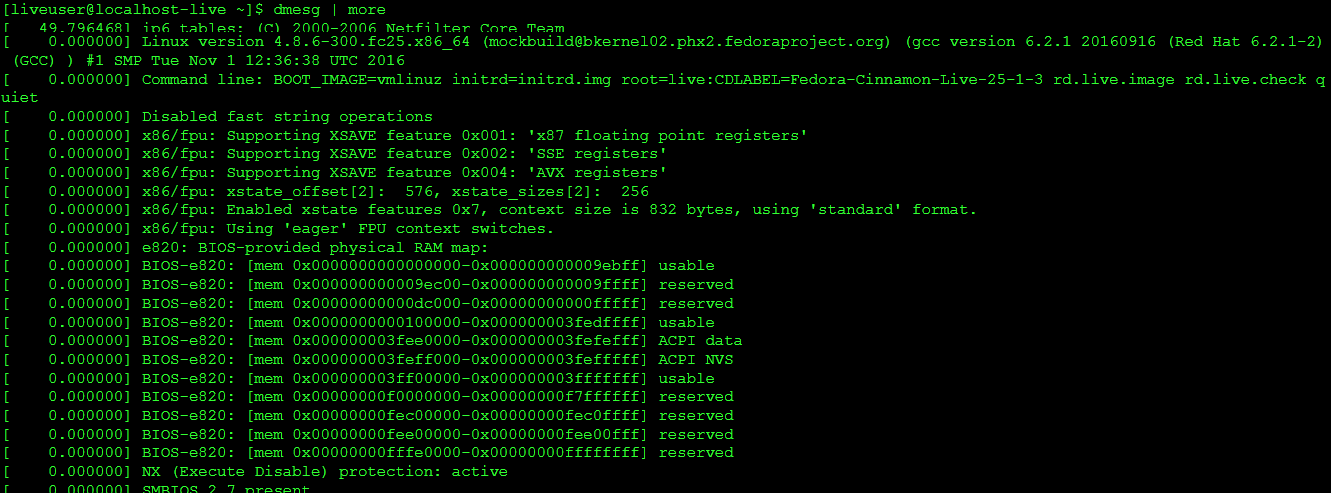 [liveuser@localhost-live ~]$ dmesg | more
[   49.796468] ip6_tables: (C) 2000-2006 Netfilter Core Team
[    0.000000] Linux version 4.8.6-300.fc25.x86_64 (mockbuild@bkernel02.phx2.fedoraproject.org) (gcc version 6.2.1 20160916 (Red Hat 6.2.1-2)
 (GCC) ) #1 SMP Tue Nov 1 12:36:38 UTC 2016
[    0.000000] Command line: BOOT_IMAGE=vmlinuz initrd=initrd.img root=live:CDLABEL=Fedora-Cinnamon-Live-25-1-3 rd.live.image rd.live.check q
uiet
[    0.000000] Disabled fast string operations
[    0.000000] x86/fpu: Supporting XSAVE feature 0x001: 'x87 floating point registers'
[    0.000000] x86/fpu: Supporting XSAVE feature 0x002: 'SSE registers'
[    0.000000] x86/fpu: Supporting XSAVE feature 0x004: 'AVX registers'
[    0.000000] x86/fpu: xstate_offset[2]:  576, xstate_sizes[2]:  256
[    0.000000] x86/fpu: Enabled xstate features 0x7, context size is 832 bytes, using 'standard' format.
[    0.000000] x86/fpu: Using 'eager' FPU context switches.
[    0.000000] e820: BIOS-provided physical RAM map:
[    0.000000] BIOS-e820: [mem 0x0000000000000000-0x000000000009ebff] usable
[    0.000000] BIOS-e820: [mem 0x000000000009ec00-0x000000000009ffff] reserved
[    0.000000] BIOS-e820: [mem 0x00000000000dc000-0x00000000000fffff] reserved
[    0.000000] BIOS-e820: [mem 0x0000000000100000-0x000000003fedffff] usable
[    0.000000] BIOS-e820: [mem 0x000000003fee0000-0x000000003fefefff] ACPI data
[    0.000000] BIOS-e820: [mem 0x000000003feff000-0x000000003fefffff] ACPI NVS
[    0.000000] BIOS-e820: [mem 0x000000003ff00000-0x000000003fffffff] usable
[    0.000000] BIOS-e820: [mem 0x00000000f0000000-0x00000000f7ffffff] reserved
[    0.000000] BIOS-e820: [mem 0x00000000fec00000-0x00000000fec0ffff] reserved
[    0.000000] BIOS-e820: [mem 0x00000000fee00000-0x00000000fee00fff] reserved
[    0.000000] BIOS-e820: [mem 0x00000000fffe0000-0x00000000ffffffff] reserved
[    0.000000] NX (Execute Disable) protection: active
[    0.000000] SMBIOS 2.7 present.